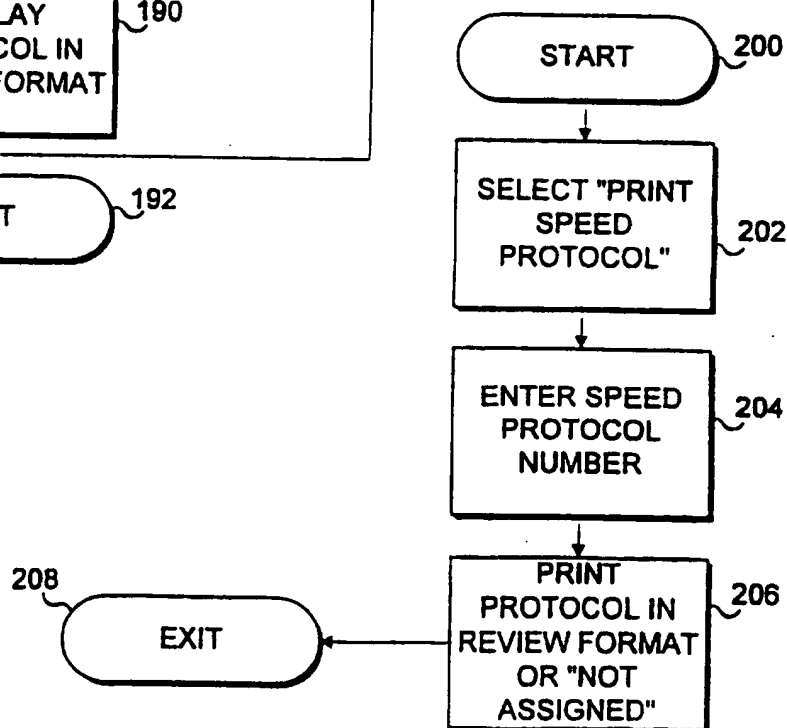 190
COL IN
FORMAT
192
START
200
SELECT "PRINT
SPEED
PROTOCOL"
202
ENTER SPEED
PROTOCOL
NUMBER
204
PRINT
PROTOCOL IN
REVIEW FORMAT
OR "NOT
ASSIGNED"
206
208
EXIT